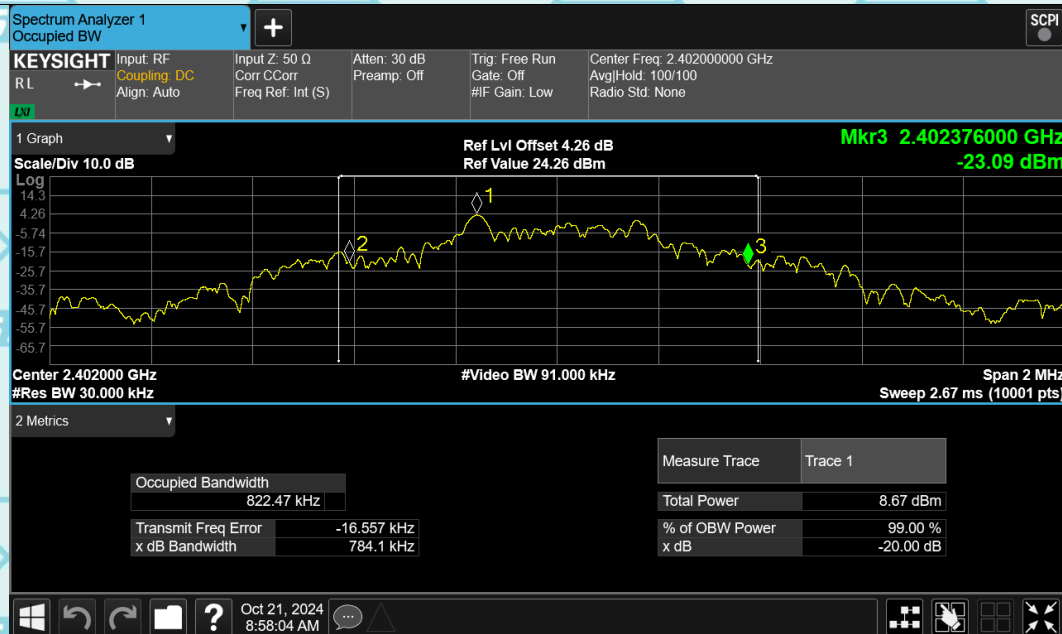 Spectrum Analyzer 1
Occupied BW
+
SCPI
KEYSIGHT
RL
LXI
Input: RF
Coupling: DC
Align: Auto
Input Z: 50 Ω
Corr CCorr
Freq Ref: Int (S)
Atten: 30 dB
Preamp: Off
Trig: Free Run
Gate: Off
#IF Gain: Low
Center Freq: 2.402000000 GHz
Avg|Hold: 100/100
Radio Std: None
1 Graph
Scale/Div 10.0 dB
Ref Lvl Offset 4.26 dB
Ref Value 24.26 dBm
Mkr3 2.402376000 GHz
-23.09 dBm
Log
14.3
4.26
-5.74
-15.7
-25.7
-35.7
-45.7
-55.7
-65.7
1
2
3
Center 2.402000 GHz
#Res BW 30.000 kHz
#Video BW 91.000 kHz
Span 2 MHz
Sweep 2.67 ms (10001 pts)
2 Metrics
Occupied Bandwidth
822.47 kHz
Transmit Freq Error -16.557 kHz
x dB Bandwidth 784.1 kHz
Measure Trace Trace 1
Total Power 8.67 dBm
% of OBW Power 99.00 %
x dB -20.00 dB
?
Oct 21, 2024
8:58:04 AM